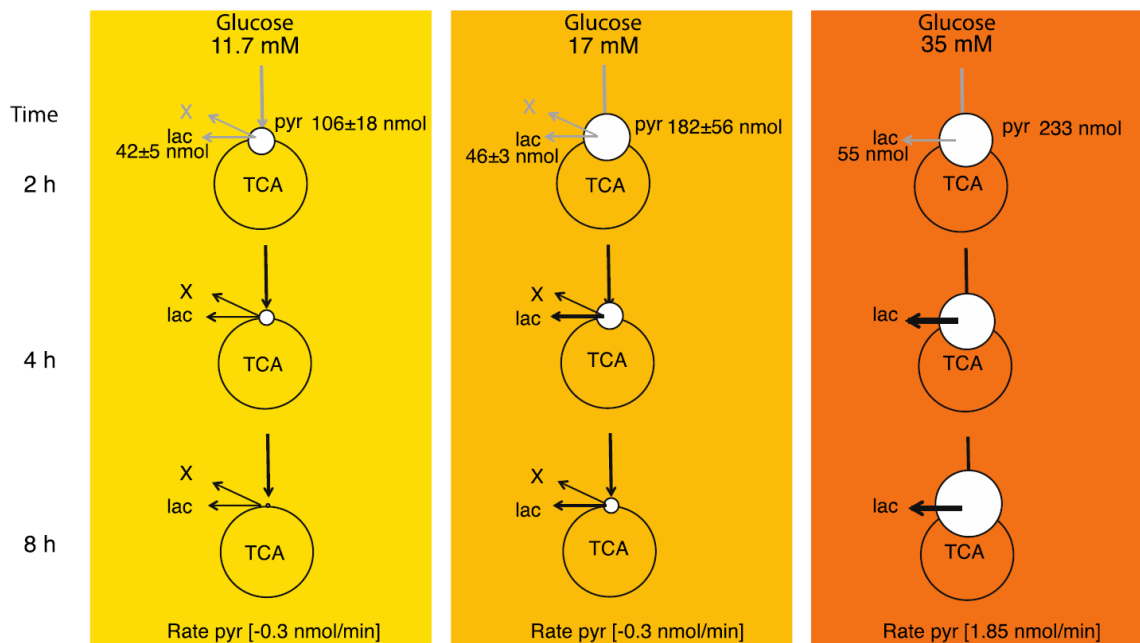 Glucose
11.7 mM
Glucose
17 mM
Glucose
35 mM
Time
2 h
X
lac
42±5 nmol
pyr 106±18 nmol
TCA
X
lac
46±3 nmol
pyr 182±56 nmol
TCA
lac
55 nmol
pyr 233 nmol
TCA
4 h
X
lac
TCA
X
lac
TCA
lac
TCA
8 h
X
lac
TCA
X
lac
TCA
lac
TCA
Rate pyr [-0.3 nmol/min]
Rate pyr [-0.3 nmol/min]
Rate pyr [1.85 nmol/min]